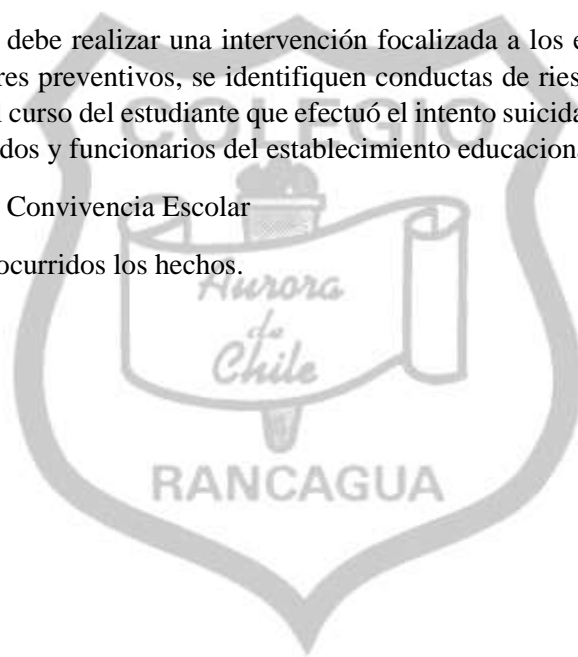 debe realizar una intervención focalizada a los e
res preventivos, se identifiquen conductas de ries
l curso del estudiante que efectuó el intento suicida
dos y funcionarios del establecimiento educaciona
Convivencia Escolar
ocurridos los hechos.
COLEGIO
Aurora
de
Chile
RANCAGUA